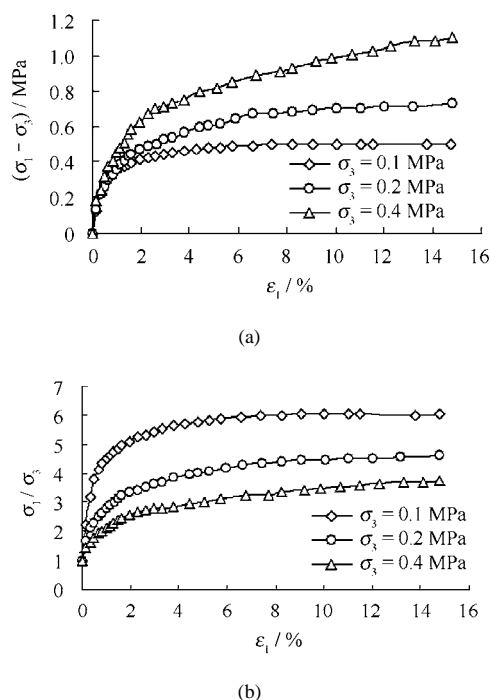 1.2
1.0
0.8
0.6
0.4
0.2
0
(σ₁ − σ₃) / MPa
σ₃ = 0.1 MPa
σ₃ = 0.2 MPa
σ₃ = 0.4 MPa
0 2 4 6 8 10 12 14 16
ε₁ / %
(a)
7
6
5
4
3
2
1
0
σ₁ / σ₃
σ₃ = 0.1 MPa
σ₃ = 0.2 MPa
σ₃ = 0.4 MPa
0 2 4 6 8 10 12 14 16
ε₁ / %
(b)